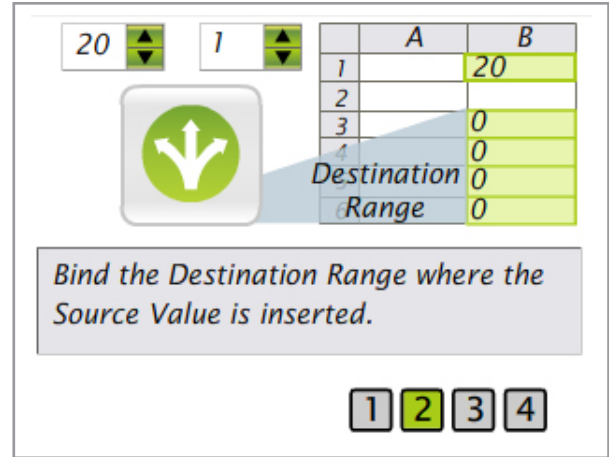 20 1 A B
1 20
2
3 0
4 0
Destination 0
6 Range 0
Bind the Destination Range where the
Source Value is inserted.
1 2 3 4